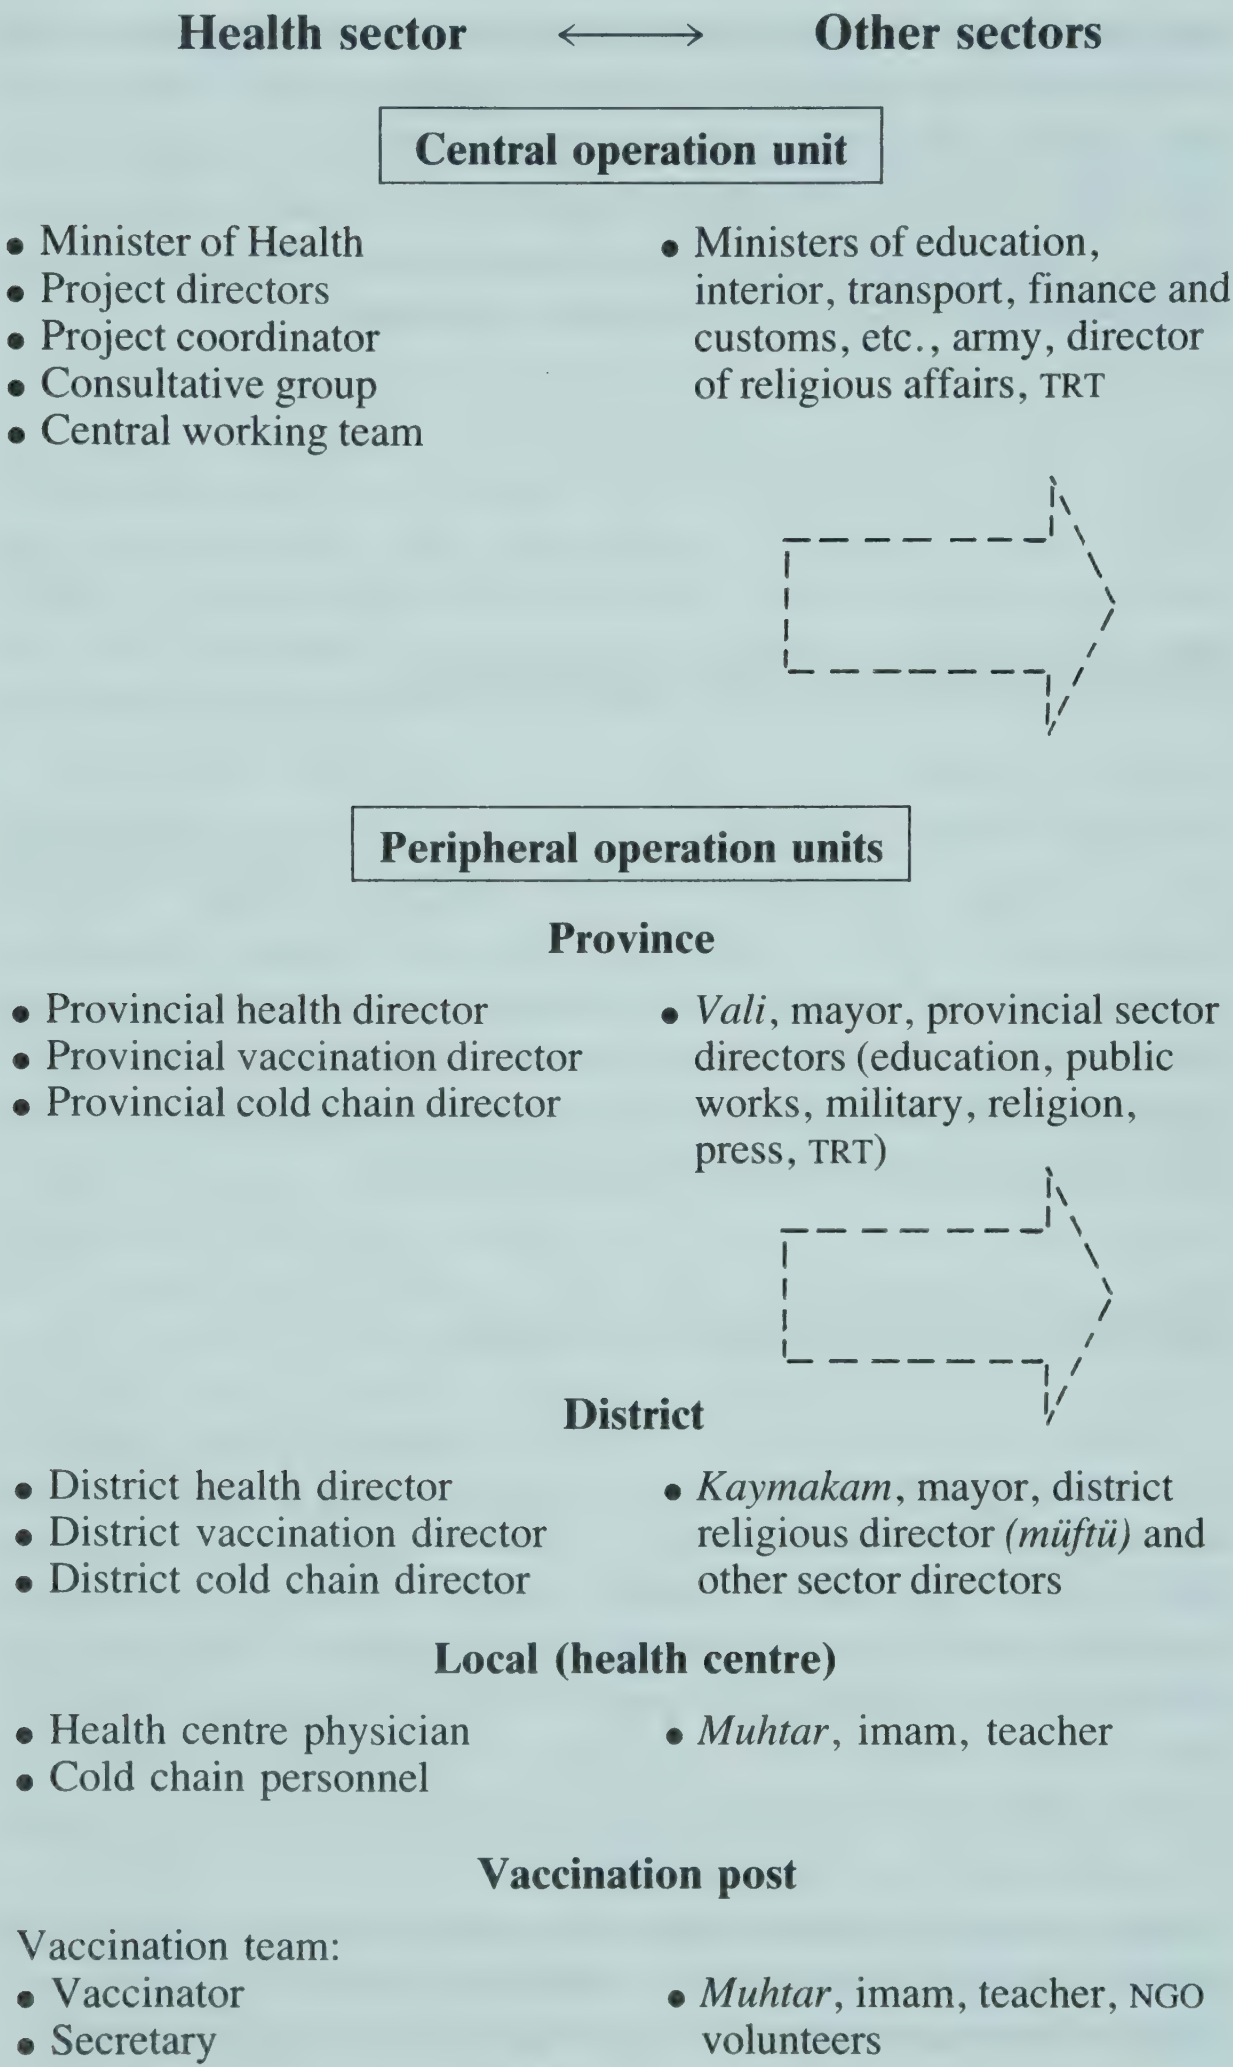 Health sector ⟷ Other sectors
Central operation unit
• Minister of Health
• Project directors
• Project coordinator
• Consultative group
• Central working team
• Ministers of education,
interior, transport, finance and
customs, etc., army, director
of religious affairs, TRT
Peripheral operation units
Province
• Provincial health director
• Provincial vaccination director
• Provincial cold chain director
• Vali, mayor, provincial sector
directors (education, public
works, military, religion,
press, TRT)
District
• District health director
• District vaccination director
• District cold chain director
• Kaymakam, mayor, district
religious director (müftü) and
other sector directors
Local (health centre)
• Health centre physician
• Cold chain personnel
• Muhtar, imam, teacher
Vaccination post
Vaccination team:
• Vaccinator
• Secretary
• Muhtar, imam, teacher, NGO
volunteers